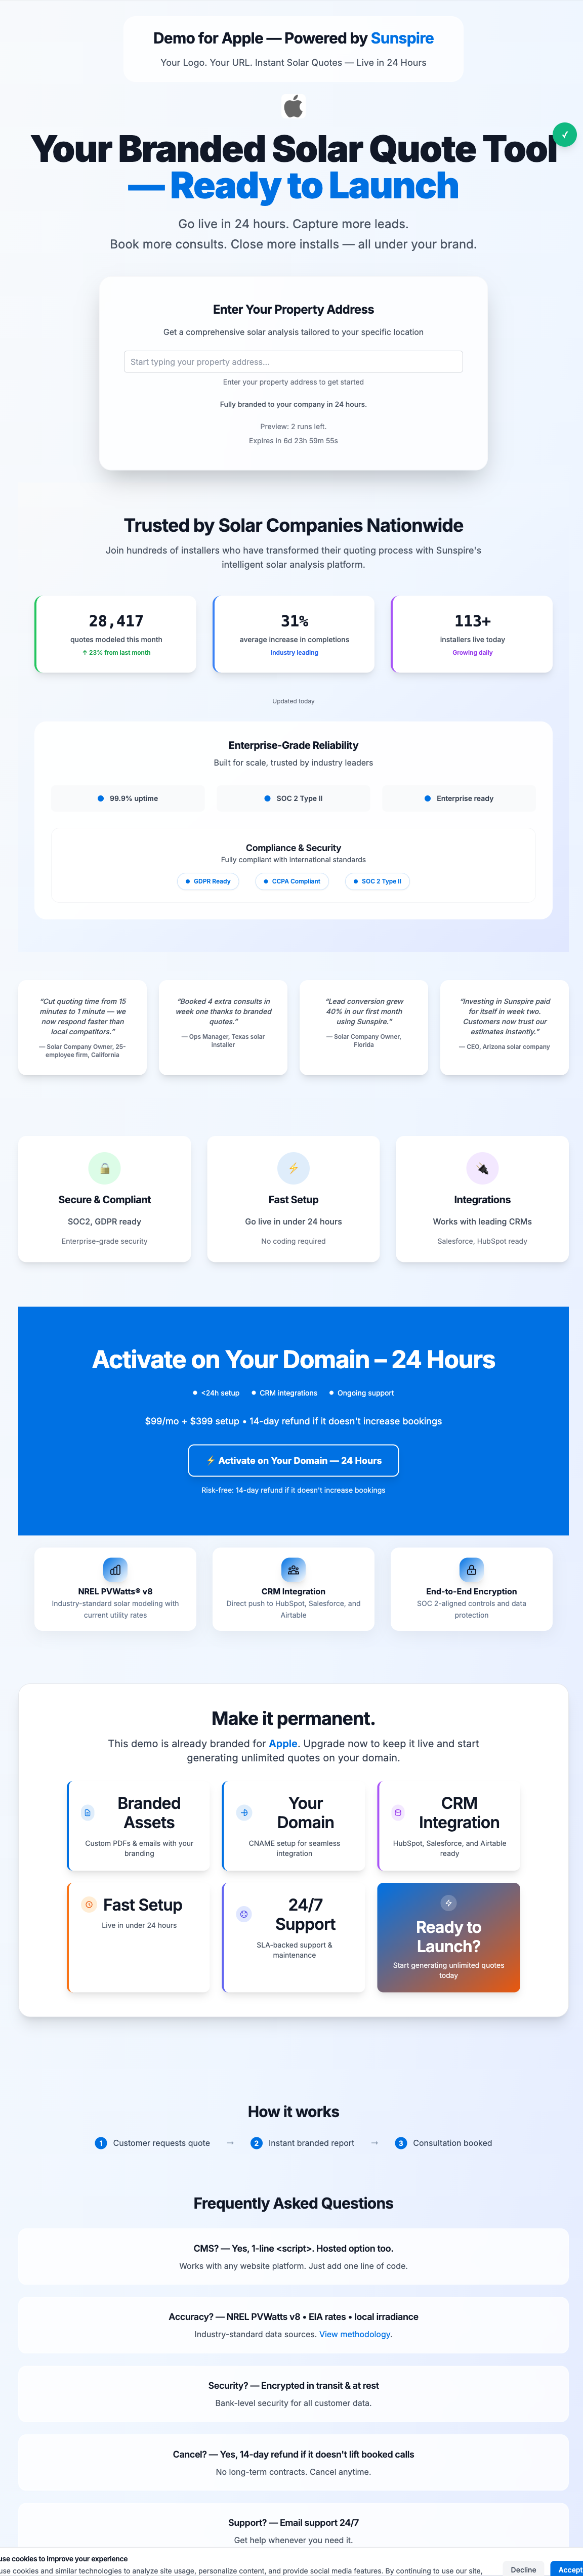 Demo for Apple — Powered by Sunspire
Your Logo. Your URL. Instant Solar Quotes — Live in 24 Hours
✓
Your Branded Solar Quote Tool
— Ready to Launch
Go live in 24 hours. Capture more leads.
Book more consults. Close more installs — all under your brand.
Enter Your Property Address
Get a comprehensive solar analysis tailored to your specific location
Start typing your property address...
Enter your property address to get started
Fully branded to your company in 24 hours.
Preview: 2 runs left.
Expires in 6d 23h 59m 55s
Trusted by Solar Companies Nationwide
Join hundreds of installers who have transformed their quoting process with Sunspire's
intelligent solar analysis platform.
28,417
quotes modeled this month
↑ 23% from last month
31%
average increase in completions
Industry leading
113+
installers live today
Growing daily
Updated today
Enterprise-Grade Reliability
Built for scale, trusted by industry leaders
99.9% uptime
SOC 2 Type II
Enterprise ready
Compliance & Security
Fully compliant with international standards
GDPR Ready
CCPA Compliant
SOC 2 Type II
“Cut quoting time from 15
minutes to 1 minute — we
now respond faster than
local competitors.”
— Solar Company Owner, 25-
employee firm, California
“Booked 4 extra consults in
week one thanks to branded
quotes.”
— Ops Manager, Texas solar
installer
“Lead conversion grew
40% in our first month
using Sunspire.”
— Solar Company Owner,
Florida
“Investing in Sunspire paid
for itself in week two.
Customers now trust our
estimates instantly.”
— CEO, Arizona solar company
Secure & Compliant
SOC2, GDPR ready
Enterprise-grade security
Fast Setup
Go live in under 24 hours
No coding required
Integrations
Works with leading CRMs
Salesforce, HubSpot ready
Activate on Your Domain – 24 Hours
<24h setup
CRM integrations
Ongoing support
$99/mo + $399 setup • 14-day refund if it doesn't increase bookings
⚡ Activate on Your Domain — 24 Hours
Risk-free: 14-day refund if it doesn't increase bookings
NREL PVWatts® v8
Industry-standard solar modeling with
current utility rates
CRM Integration
Direct push to HubSpot, Salesforce, and
Airtable
End-to-End Encryption
SOC 2-aligned controls and data
protection
Make it permanent.
This demo is already branded for Apple. Upgrade now to keep it live and start
generating unlimited quotes on your domain.
Branded
Assets
Custom PDFs & emails with your
branding
Your
Domain
CNAME setup for seamless
integration
CRM
Integration
HubSpot, Salesforce, and Airtable
ready
Fast Setup
Live in under 24 hours
24/7
Support
SLA-backed support &
maintenance
Ready to
Launch?
Start generating unlimited quotes
today
How it works
1 Customer requests quote
→
2 Instant branded report
→
3 Consultation booked
Frequently Asked Questions
CMS? — Yes, 1-line <script>. Hosted option too.
Works with any website platform. Just add one line of code.
Accuracy? — NREL PVWatts v8 • EIA rates • local irradiance
Industry-standard data sources. View methodology.
Security? — Encrypted in transit & at rest
Bank-level security for all customer data.
Cancel? — Yes, 14-day refund if it doesn't lift booked calls
No long-term contracts. Cancel anytime.
Support? — Email support 24/7
Get help whenever you need it.
use cookies to improve your experience
use cookies and similar technologies to analyze site usage, personalize content, and provide social media features. By continuing to use our site,
Decline
Accept